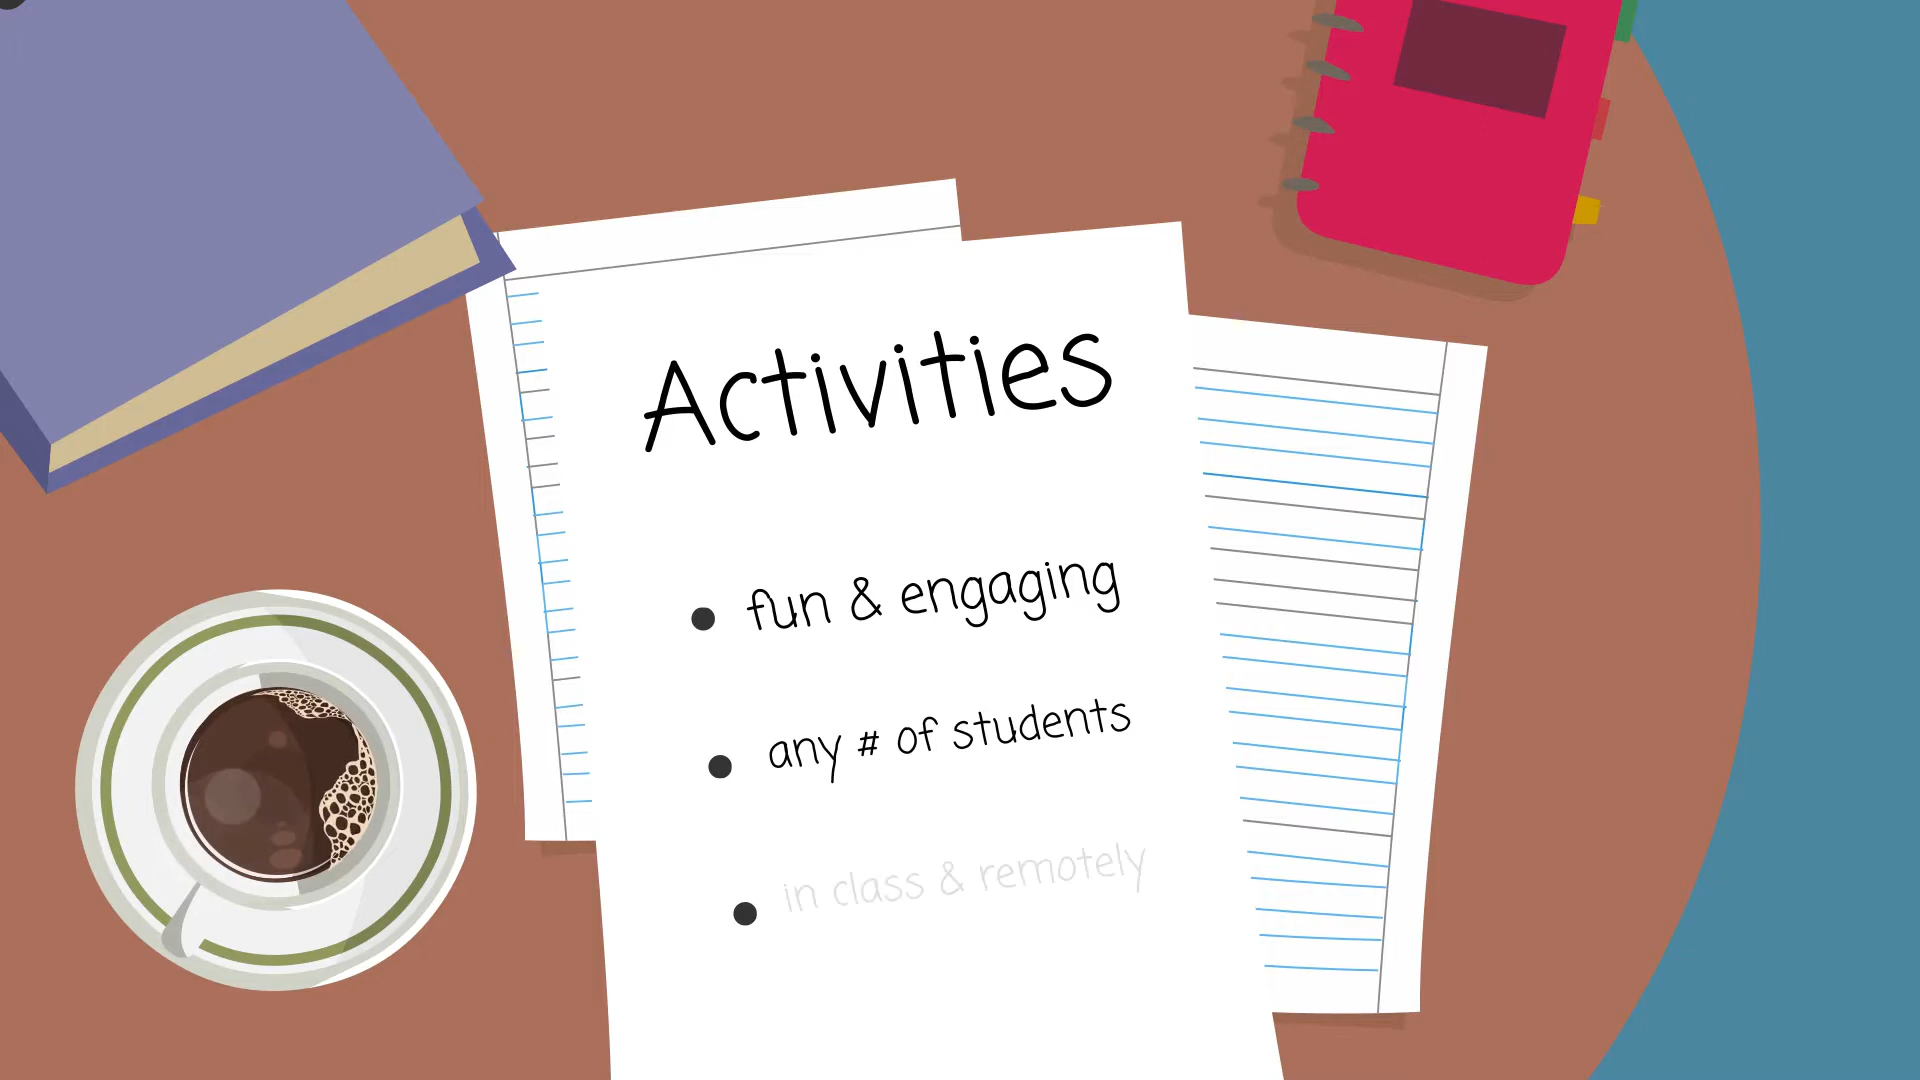 Activities
fun & engaging
any # of students
in class & remotely